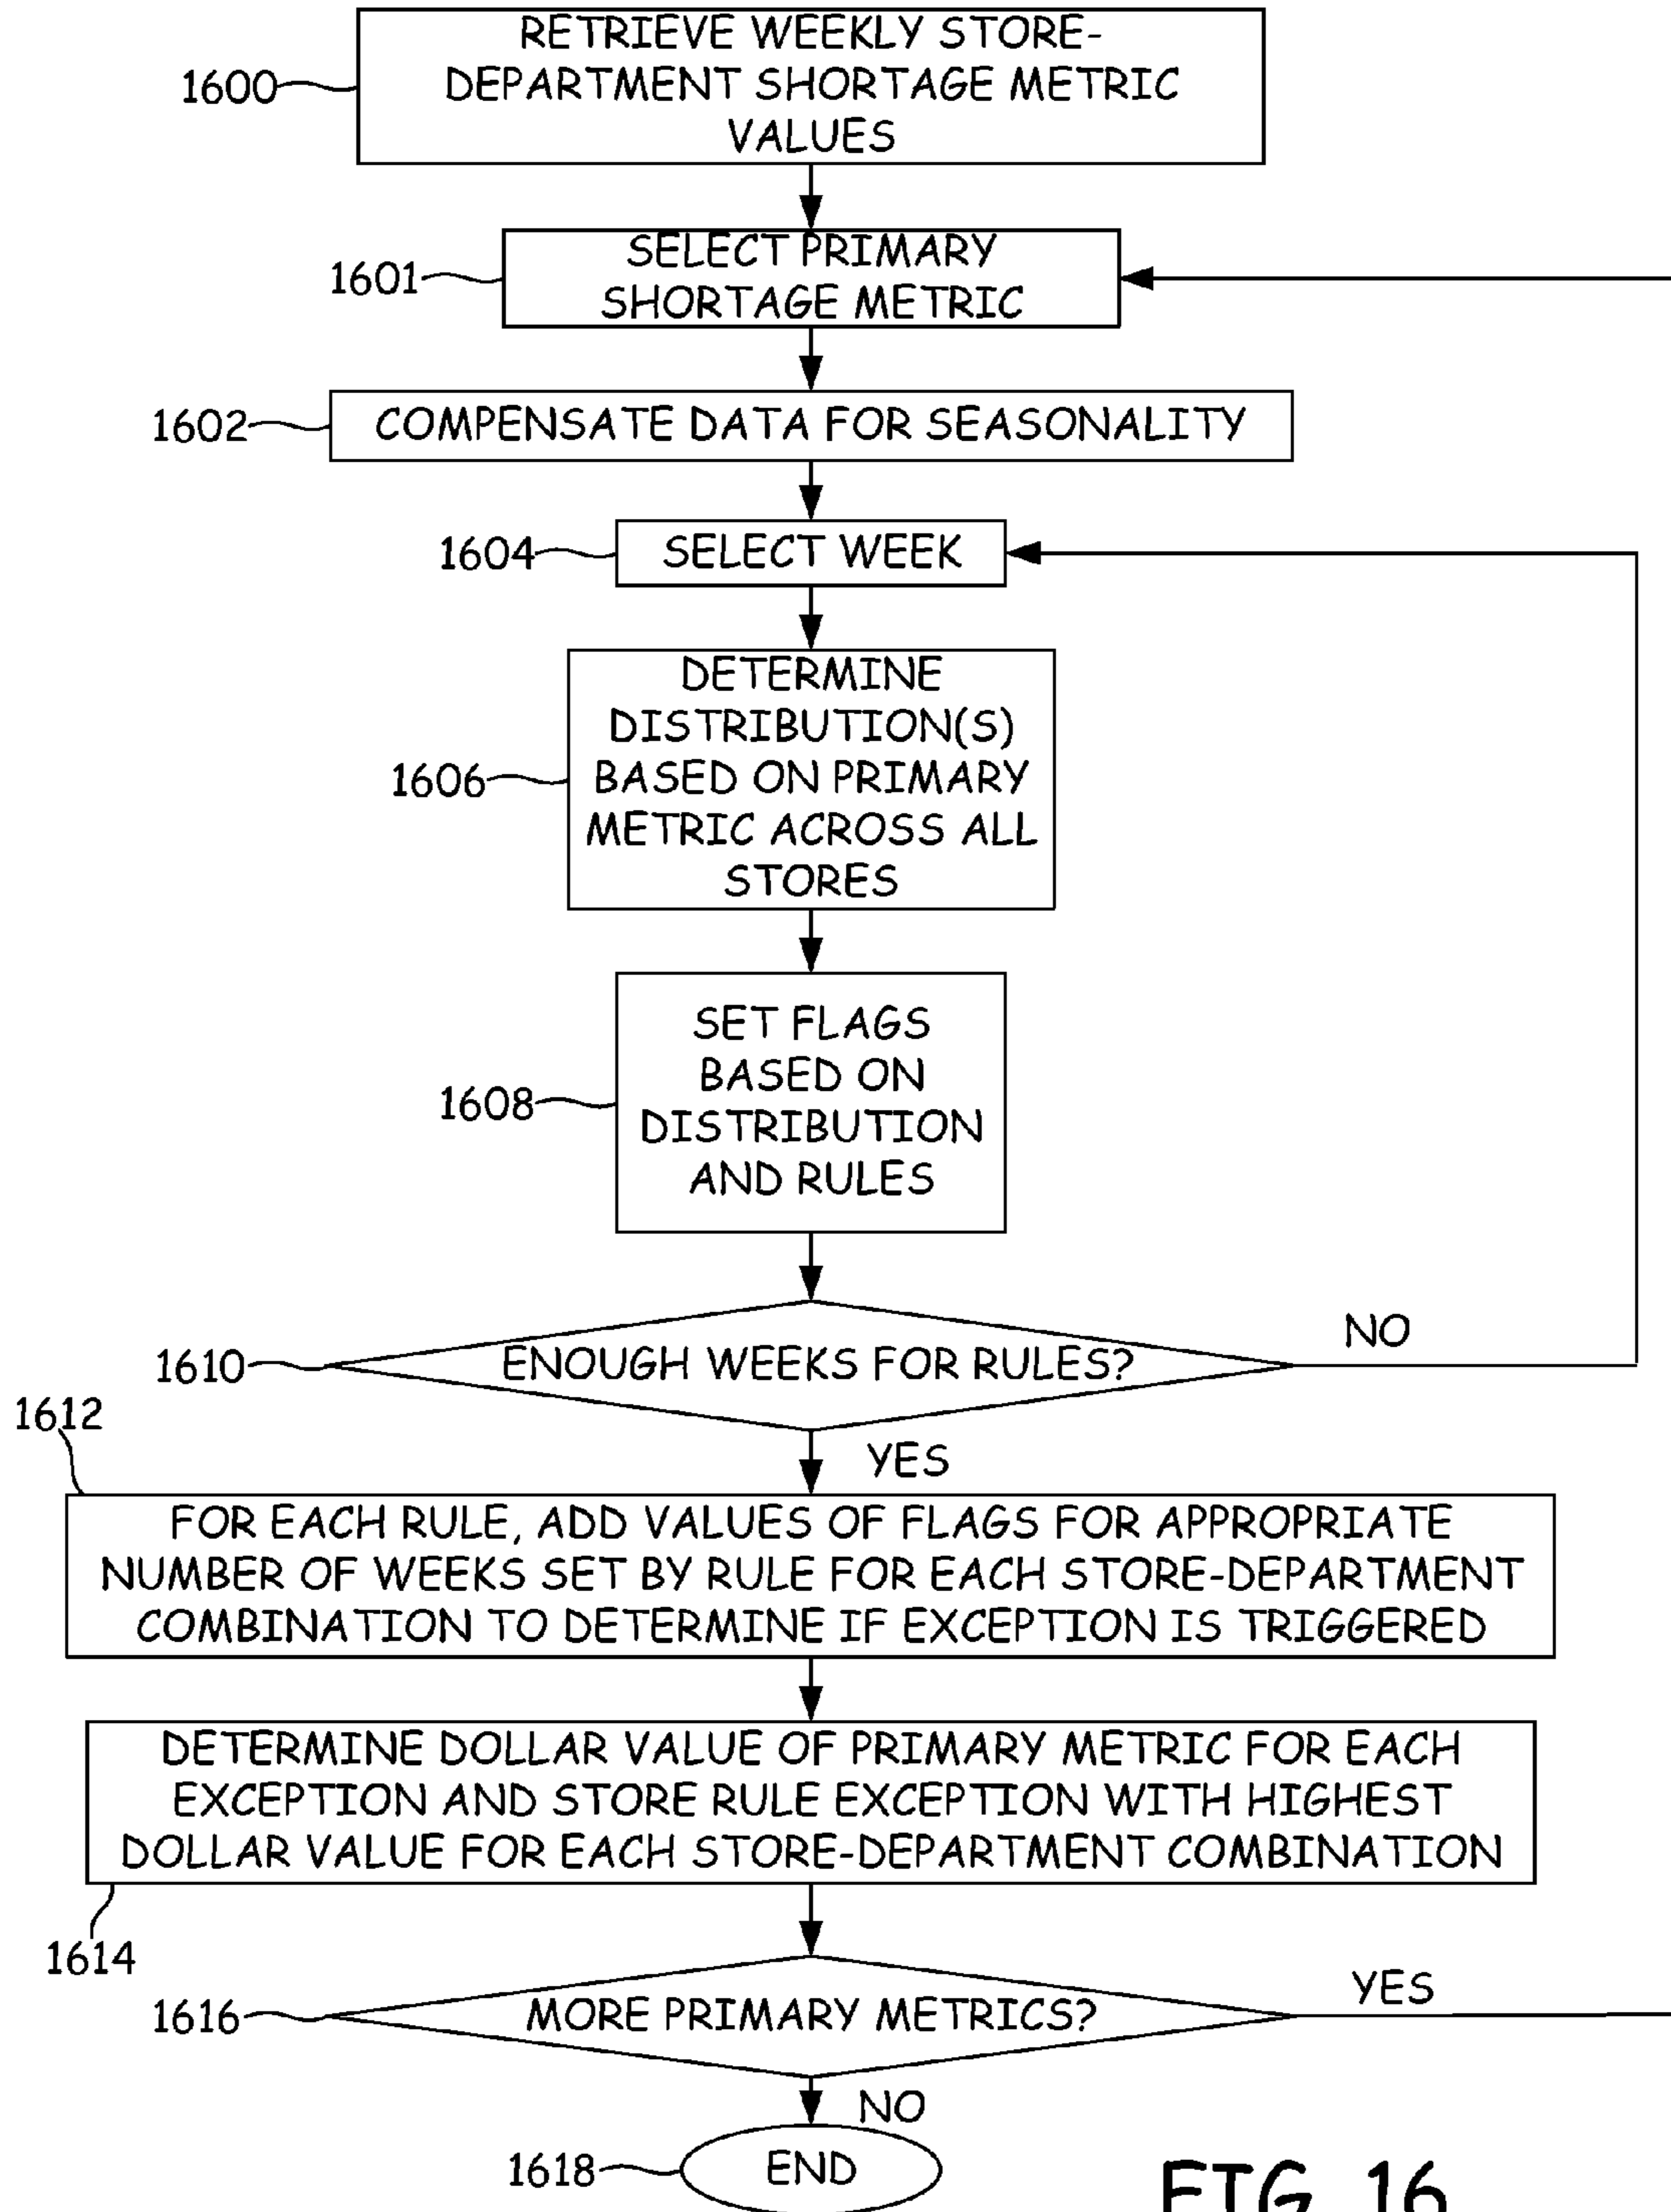 RETRIEVE WEEKLY STORE-
DEPARTMENT SHORTAGE METRIC
VALUES
1600
SELECT PRIMARY
SHORTAGE METRIC
1601
COMPENSATE DATA FOR SEASONALITY
1602
SELECT WEEK
1604
DETERMINE
DISTRIBUTION(S)
BASED ON PRIMARY
METRIC ACROSS ALL
STORES
1606
SET FLAGS
BASED ON
DISTRIBUTION
AND RULES
1608
ENOUGH WEEKS FOR RULES?
1610
NO
YES
1612
FOR EACH RULE, ADD VALUES OF FLAGS FOR APPROPRIATE
NUMBER OF WEEKS SET BY RULE FOR EACH STORE-DEPARTMENT
COMBINATION TO DETERMINE IF EXCEPTION IS TRIGGERED
DETERMINE DOLLAR VALUE OF PRIMARY METRIC FOR EACH
EXCEPTION AND STORE RULE EXCEPTION WITH HIGHEST
DOLLAR VALUE FOR EACH STORE-DEPARTMENT COMBINATION
1614
MORE PRIMARY METRICS?
1616
YES
NO
END
1618
FIG. 16